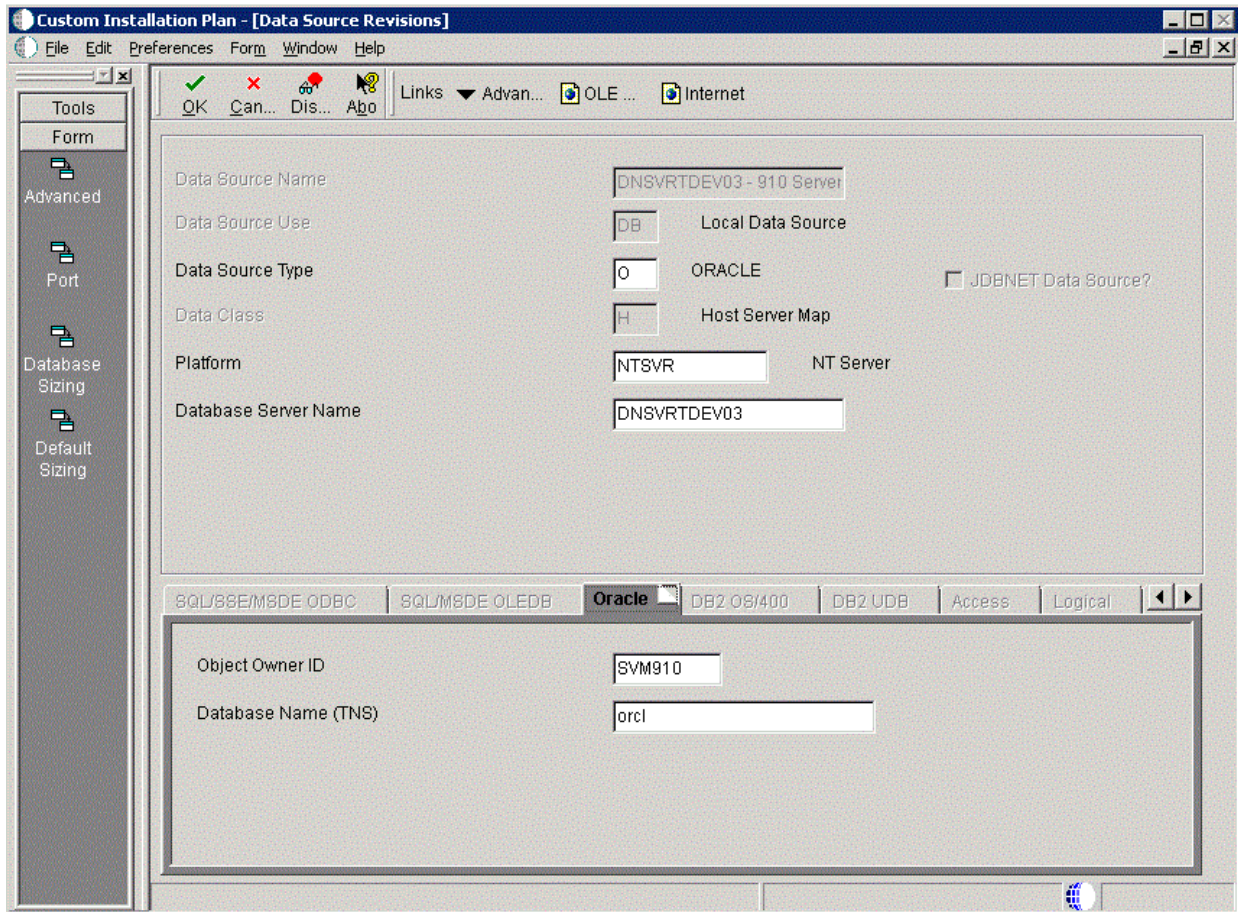 Custom Installation Plan - [Data Source Revisions]
File Edit Preferences Form Window Help
Tools
Form
Advanced
Port
Database
Sizing
Default
Sizing
OK Can... Dis... Abo Links Advan... OLE ... Internet
Data Source Name DNSVRTDEV03 - 910 Server
Data Source Use DB Local Data Source
Data Source Type O ORACLE JDBNET Data Source?
Data Class H Host Server Map
Platform NTSVR NT Server
Database Server Name DNSVRTDEV03
SQL/SSE/MSDE ODBC SQL/MSDE OLEDB Oracle DB2 OS/400 DB2 UDB Access Logical
Object Owner ID SVM910
Database Name (TNS) orcl